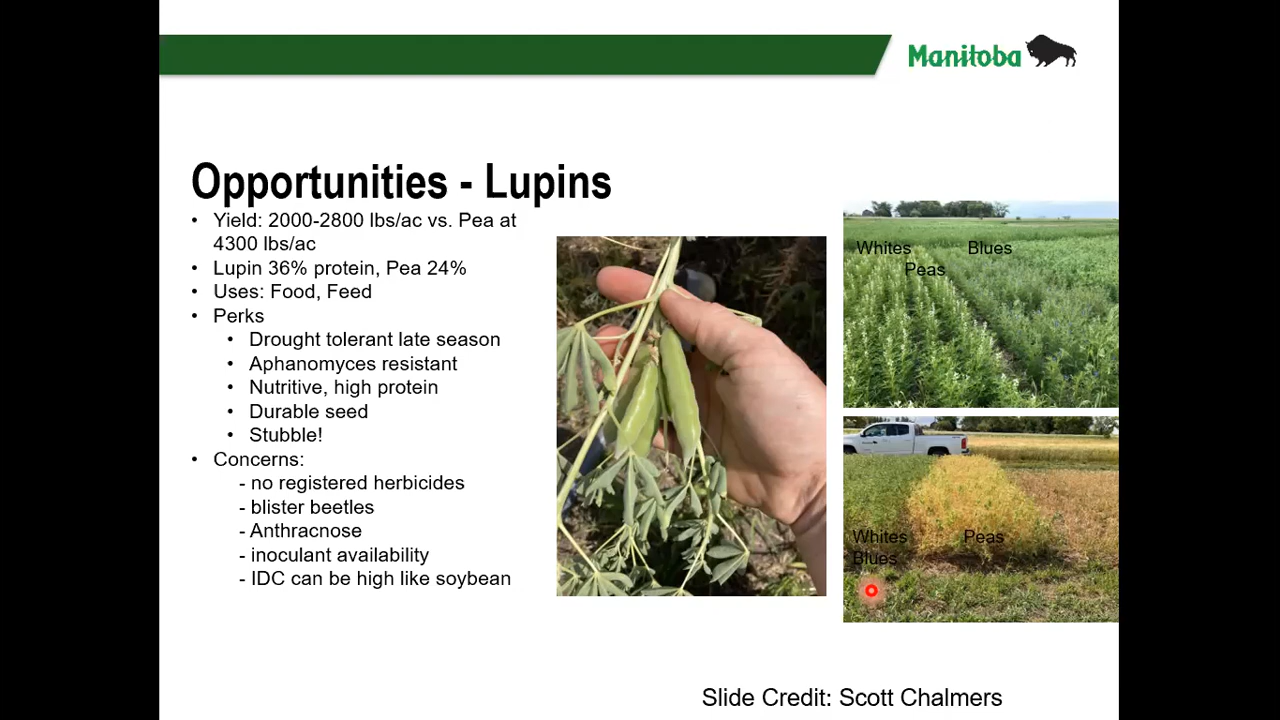 Manitoba
Opportunities - Lupins
• Yield: 2000-2800 lbs/ac vs. Pea at
4300 lbs/ac
• Lupin 36% protein, Pea 24%
• Uses: Food, Feed
• Perks
• Drought tolerant late season
• Aphanomyces resistant
• Nutritive, high protein
• Durable seed
• Stubble!
• Concerns:
- no registered herbicides
- blister beetles
- Anthracnose
- inoculant availability
- IDC can be high like soybean
Whites Blues
Peas
Whites Peas
Blues
Slide Credit: Scott Chalmers